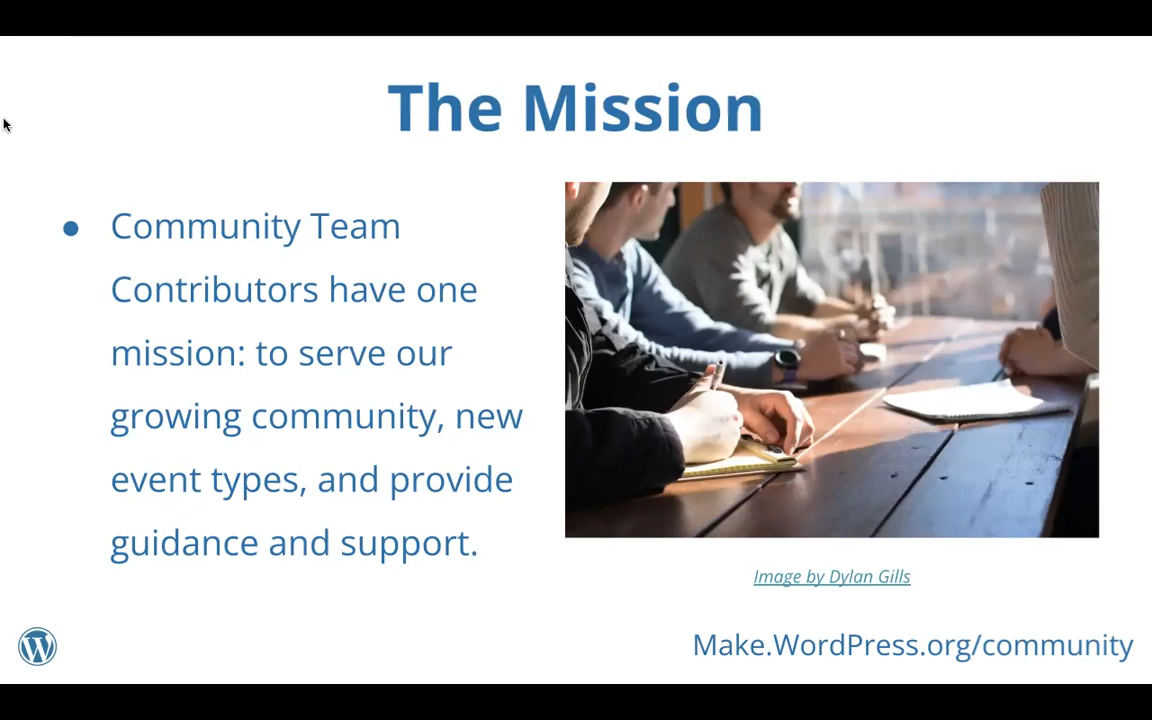 The Mission
● Community Team
Contributors have one
mission: to serve our
growing community, new
event types, and provide
guidance and support.
Image by Dylan Gills
Make.WordPress.org/community